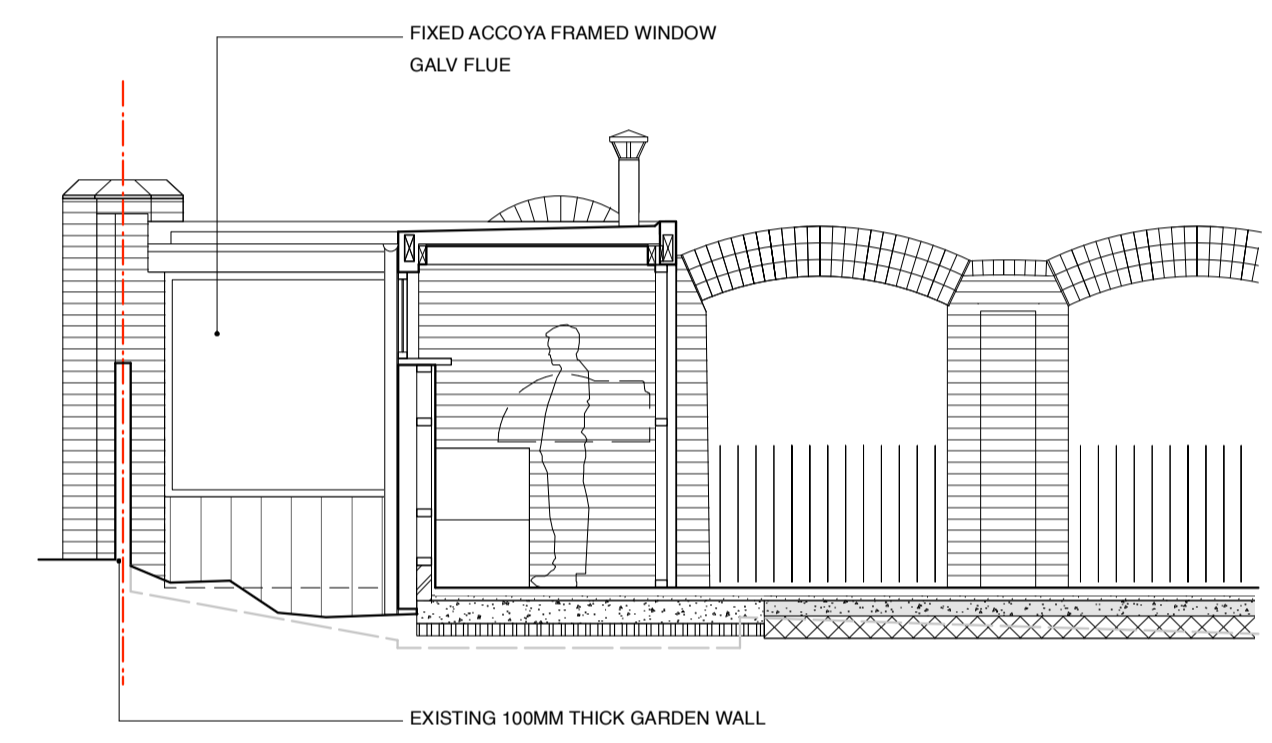 FIXED ACCOYA FRAMED WINDOW
GALV FLUE
EXISTING 100MM THICK GARDEN WALL